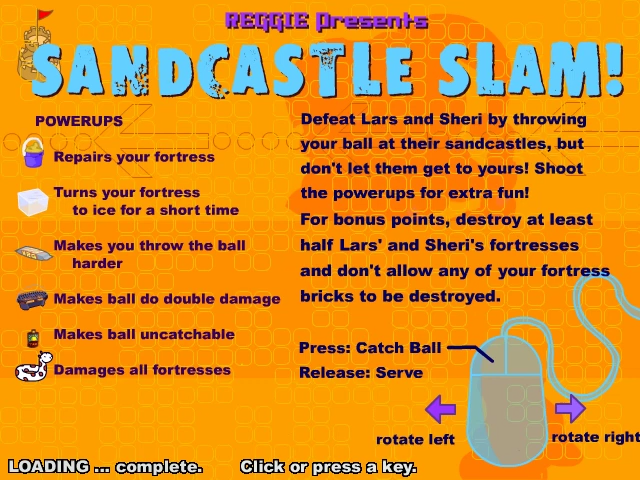 REGGIE Presents
SANDCASTLE SLAM!
POWERUPS
Repairs your fortress
Turns your fortress
to ice for a short time
Makes you throw the ball
harder
Makes ball do double damage
Makes ball uncatchable
Damages all fortresses
Defeat Lars and Sheri by throwing
your ball at their sandcastles, but
don't let them get to yours! Shoot
the powerups for extra fun!
For bonus points, destroy at least
half Lars' and Sheri's fortresses
and don't allow any of your fortress
bricks to be destroyed.
Press: Catch Ball
Release: Serve
rotate left
rotate right
LOADING ... complete.
Click or press a key.